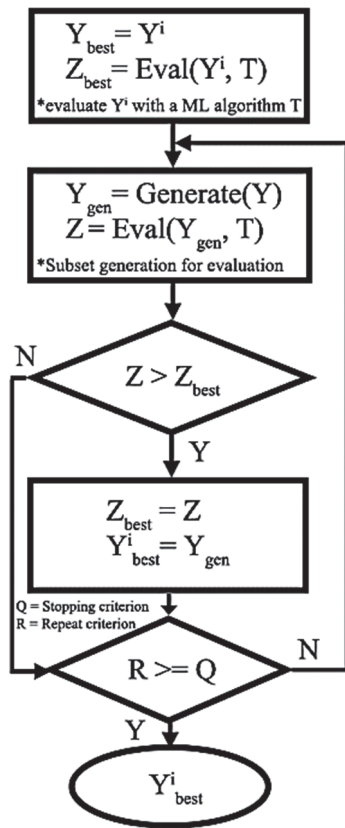 Y_best = Y^i
Z_best = Eval(Y^i, T)
*evaluate Y^i with a ML algorithm T
Y_gen = Generate(Y)
Z = Eval(Y_gen, T)
*Subset generation for evaluation
N
Z > Z_best
Y
Z_best = Z
Y^i_best = Y_gen
Q = Stopping criterion
R = Repeat criterion
R >= Q
N
Y
Y^i_best